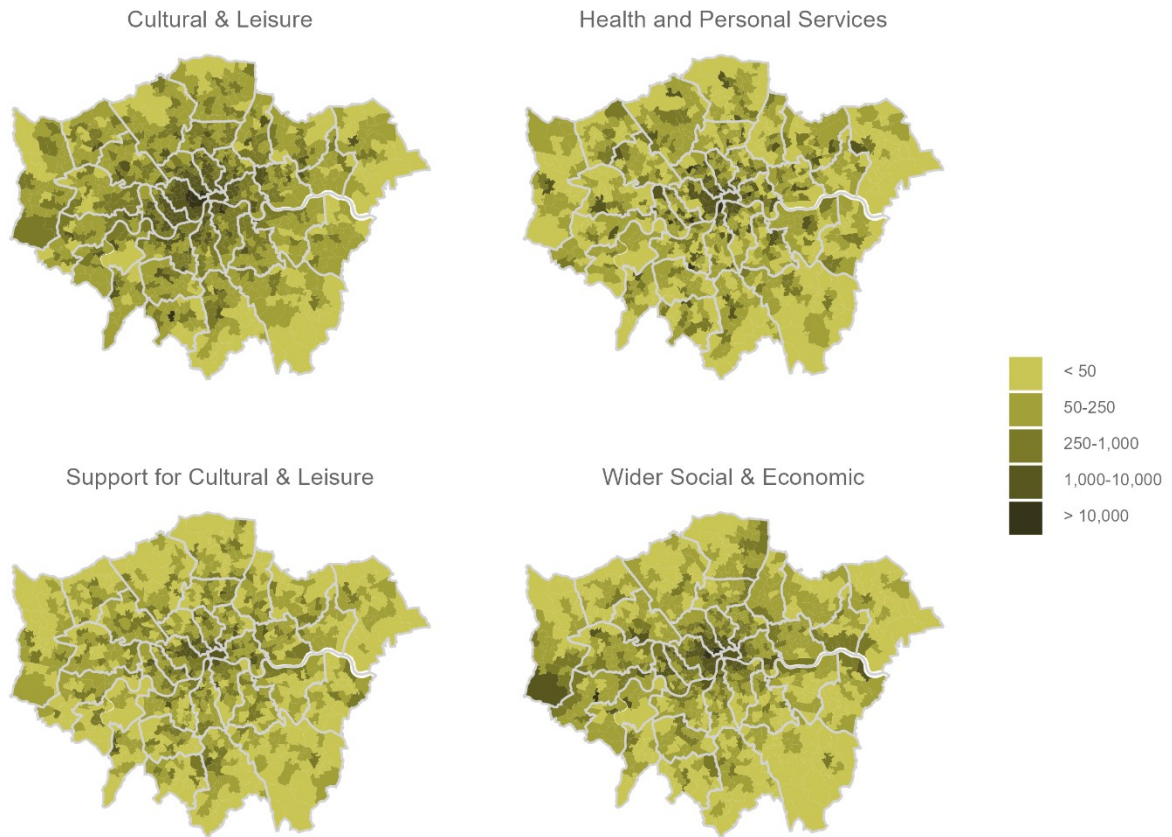 Cultural & Leisure
Health and Personal Services
Support for Cultural & Leisure
Wider Social & Economic
< 50
50-250
250-1,000
1,000-10,000
> 10,000